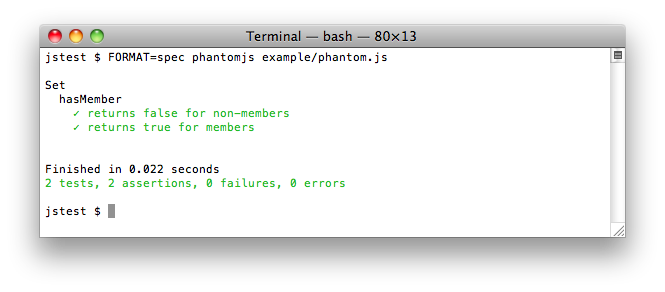 Terminal — bash — 80×13
jstest $ FORMAT=spec phantomjs example/phantom.js
Set
hasMember
✓ returns false for non-members
✓ returns true for members
Finished in 0.022 seconds
2 tests, 2 assertions, 0 failures, 0 errors
jstest $